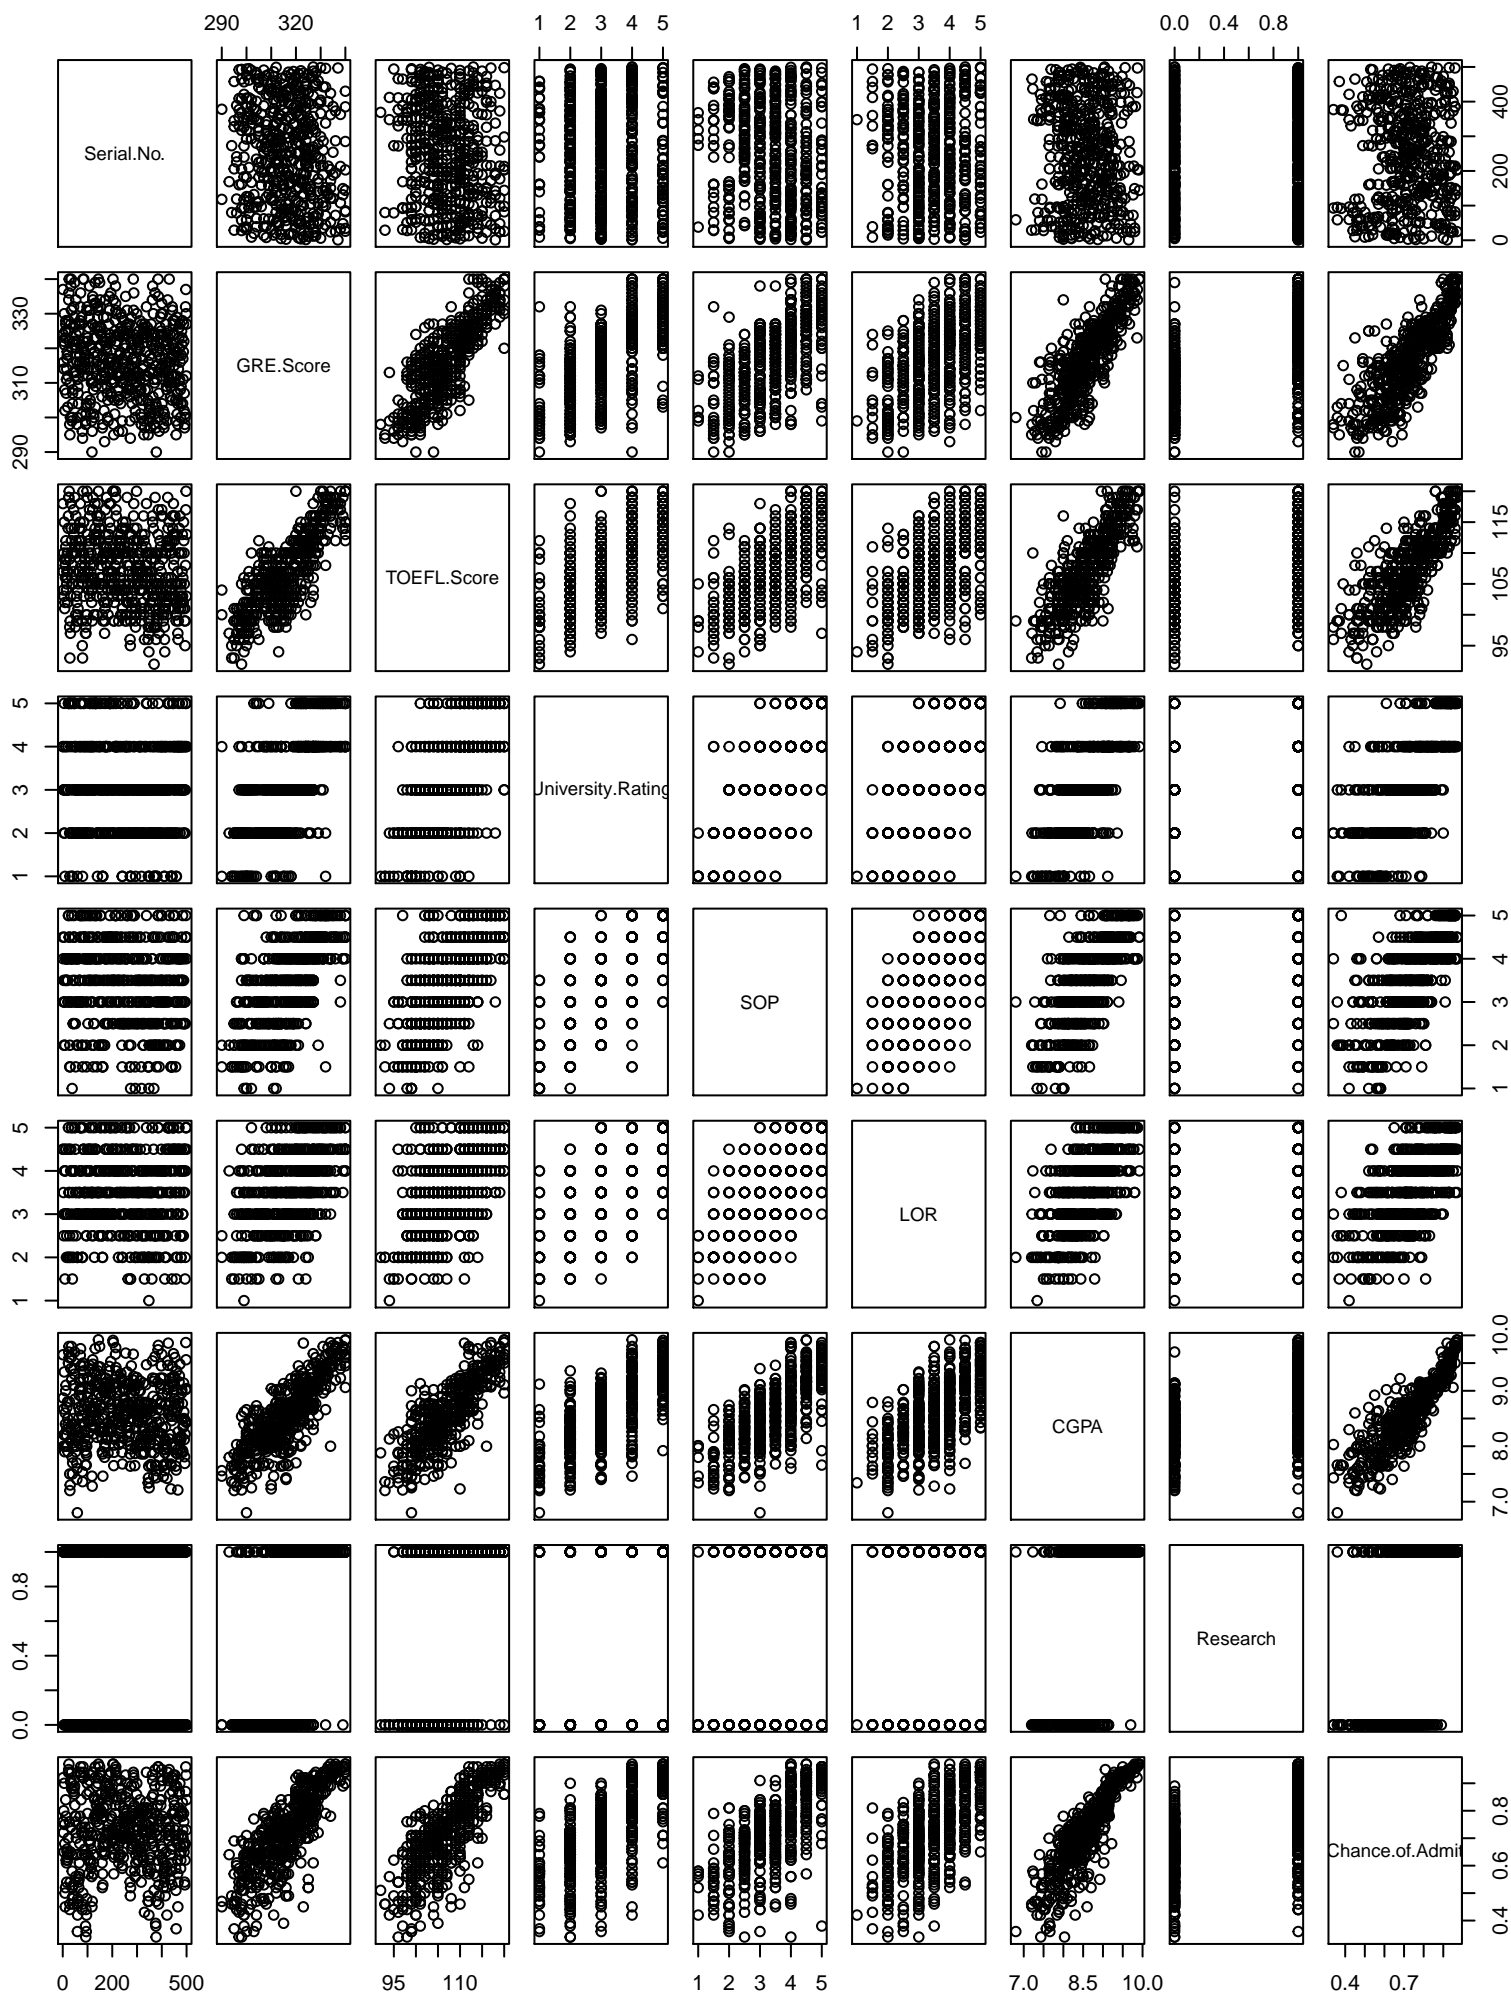 290 320
1 2 3 4 5
1 2 3 4 5
0.0 0.4 0.8
Serial.No.
0 200 400
290 310 330
GRE.Score
TOEFL.Score
95 105 115
1 2 3 4 5
University.Rating
SOP
1 2 3 4 5
1 2 3 4 5
LOR
CGPA
7.0 8.0 9.0 10.0
0.0 0.4 0.8
Research
Chance.of.Admit
0.4 0.6 0.8
0 200 500
95 110
1 2 3 4 5
7.0 8.5 10.0
0.4 0.7